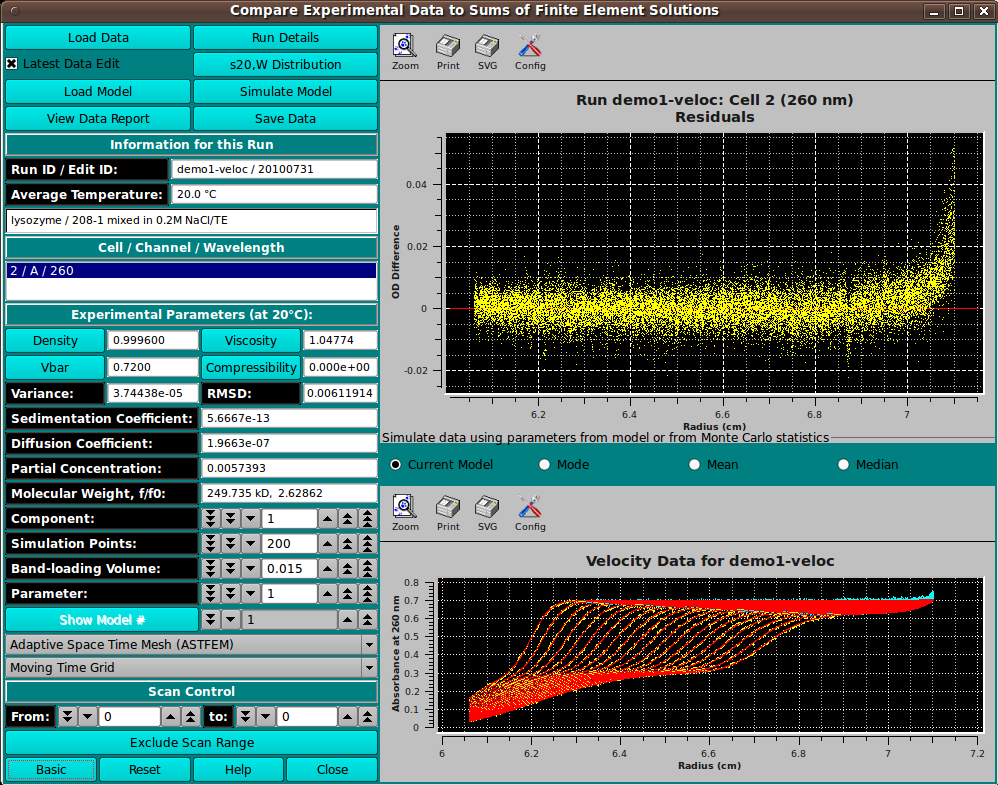 Compare Experimental Data to Sums of Finite Element Solutions
Load Data
Run Details
Latest Data Edit
s20,W Distribution
Load Model
Simulate Model
View Data Report
Save Data
Information for this Run
Run ID / Edit ID:
demo1-veloc / 20100731
Average Temperature:
20.0 °C
lysozyme / 208-1 mixed in 0.2M NaCl/TE
Cell / Channel / Wavelength
2 / A / 260
Experimental Parameters (at 20°C):
Density
0.999600
Viscosity
1.04774
Vbar
0.7200
Compressibility
0.000e+00
Variance:
3.74438e-05
RMSD:
0.00611914
Sedimentation Coefficient:
5.6667e-13
Diffusion Coefficient:
1.9663e-07
Partial Concentration:
0.0057393
Molecular Weight, f/f0:
249.735 kD, 2.62862
Component:
1
Simulation Points:
200
Band-loading Volume:
0.015
Parameter:
1
Show Model #
1
Adaptive Space Time Mesh (ASTFEM)
Moving Time Grid
Scan Control
From:
0
to:
0
Exclude Scan Range
Basic
Reset
Help
Close
Zoom
Print
SVG
Config
Run demo1-veloc: Cell 2 (260 nm)
Residuals
OD Difference
0.04
0.02
0
-0.02
6.2
6.4
6.6
6.8
7
Radius (cm)
Simulate data using parameters from model or from Monte Carlo statistics
Current Model
Mode
Mean
Median
Zoom
Print
SVG
Config
Velocity Data for demo1-veloc
Absorbance at 260 nm
0.8
0.7
0.6
0.5
0.4
0.3
0.2
0.1
0
6
6.2
6.4
6.6
6.8
7
7.2
Radius (cm)